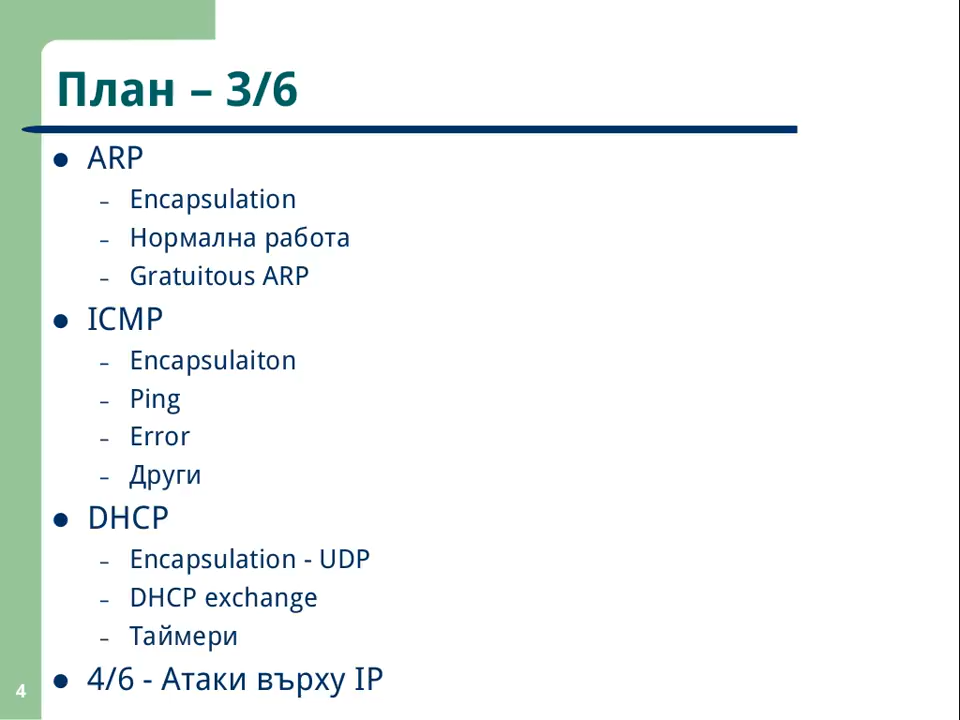 План – 3/6
ARP
Encapsulation
Нормална работа
Gratuitous ARP
ICMP
Encapsulaiton
Ping
Error
Други
DHCP
Encapsulation - UDP
DHCP exchange
Таймери
4/6 - Атаки върху IP
4